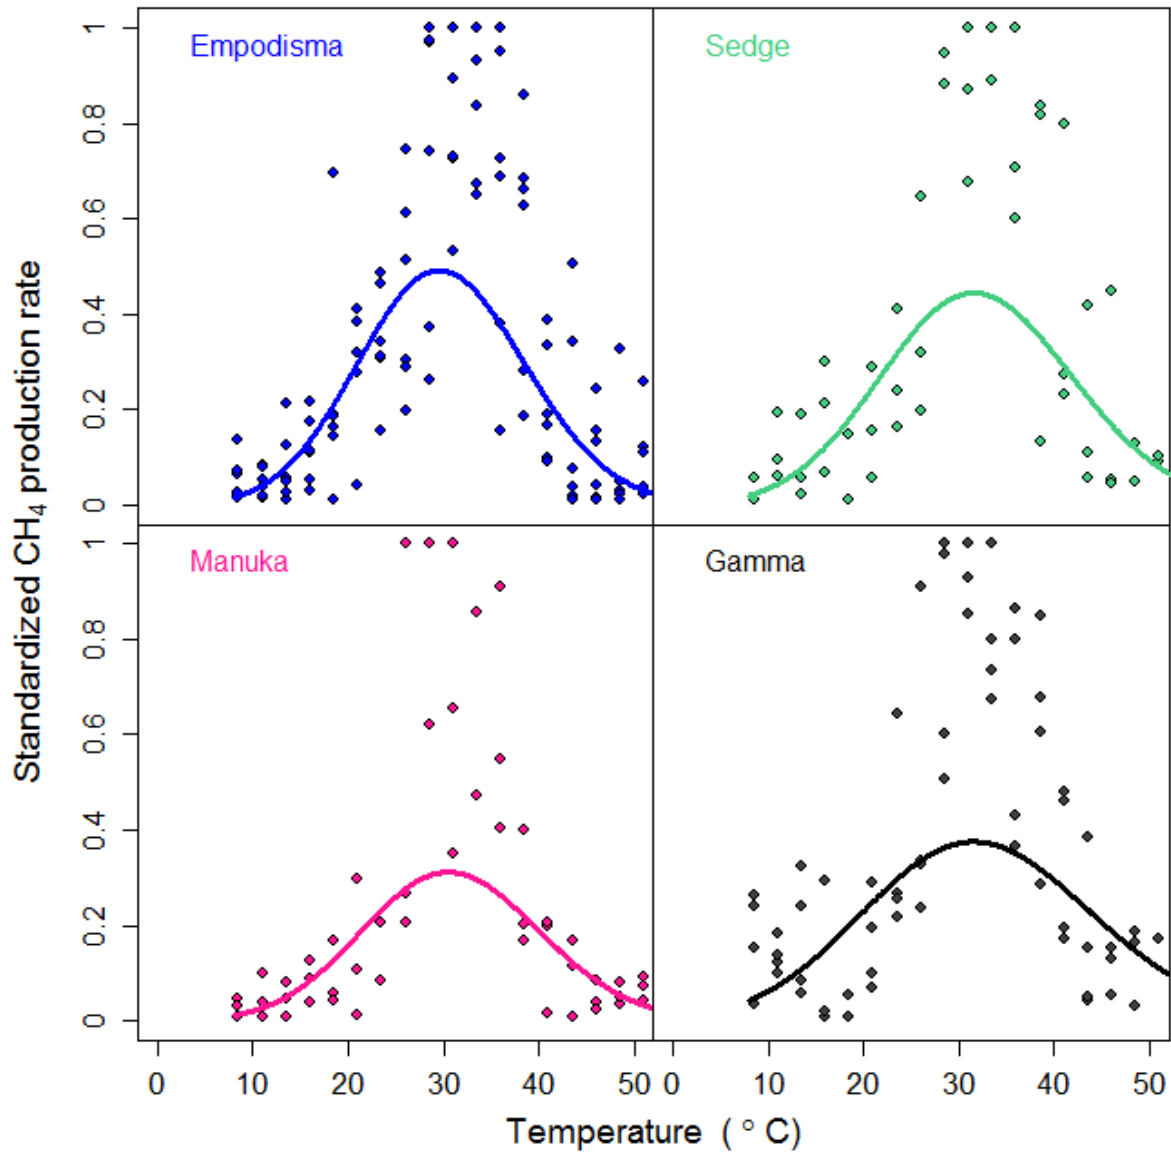 Empodisma
Sedge
1
0.8
0.6
0.4
0.2
0
Manuka
Gamma
1
0.8
0.6
0.4
0.2
0
Standardized CH₄ production rate
0 10 20 30 40 50 0 10 20 30 40 50
Temperature ( ° C)